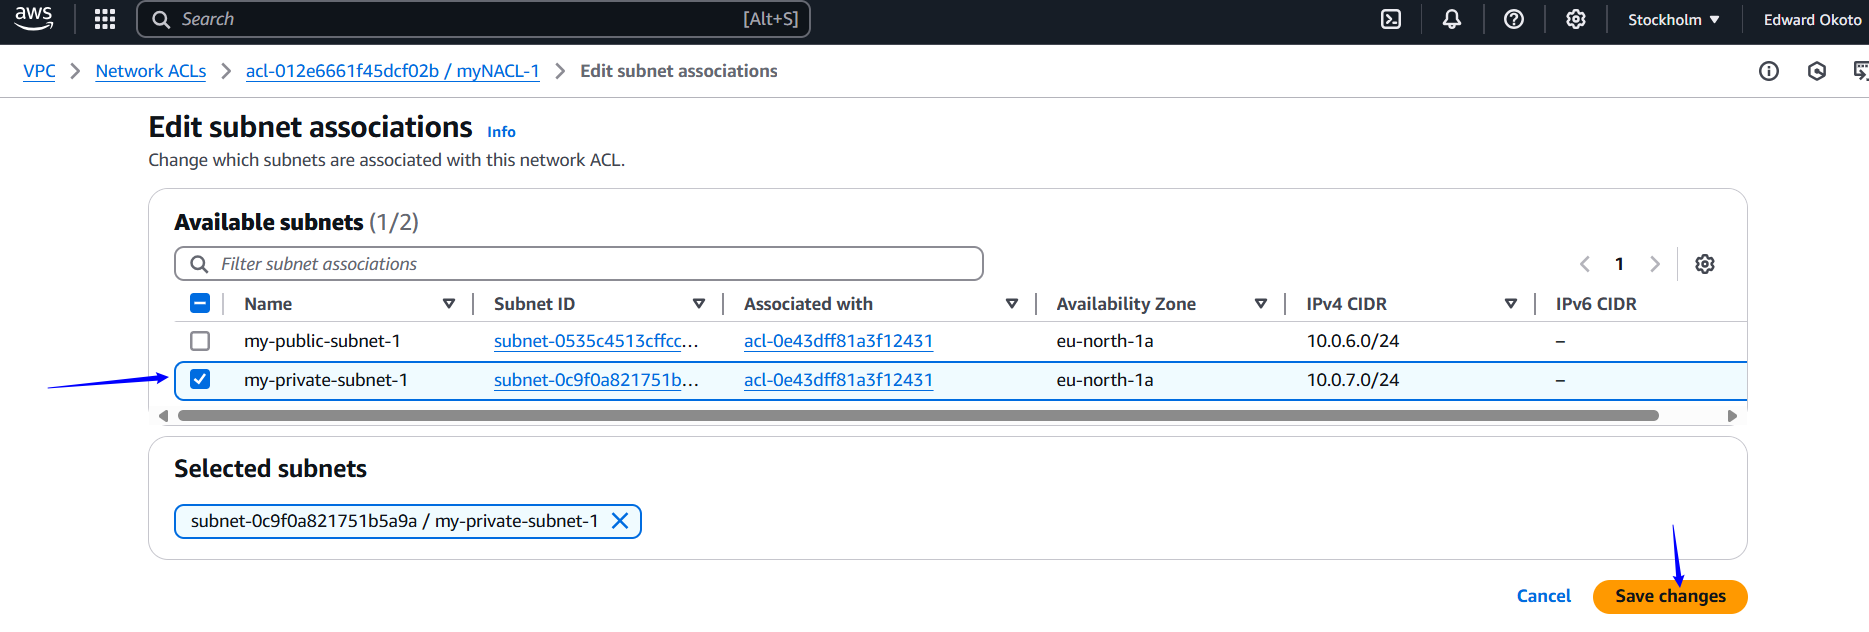 aws Search [Alt+S] Stockholm Edward Okoto
VPC Network ACLs acl-012e6661f45dcf02b / myNACL-1 Edit subnet associations
Edit subnet associations Info
Change which subnets are associated with this network ACL.
Available subnets (1/2)
Filter subnet associations 1
Name Subnet ID Associated with Availability Zone IPv4 CIDR IPv6 CIDR
my-public-subnet-1 subnet-0535c4513cffcc… acl-0e43dff81a3f12431 eu-north-1a 10.0.6.0/24 –
my-private-subnet-1 subnet-0c9f0a821751b… acl-0e43dff81a3f12431 eu-north-1a 10.0.7.0/24 –
Selected subnets
subnet-0c9f0a821751b5a9a / my-private-subnet-1
Cancel Save changes